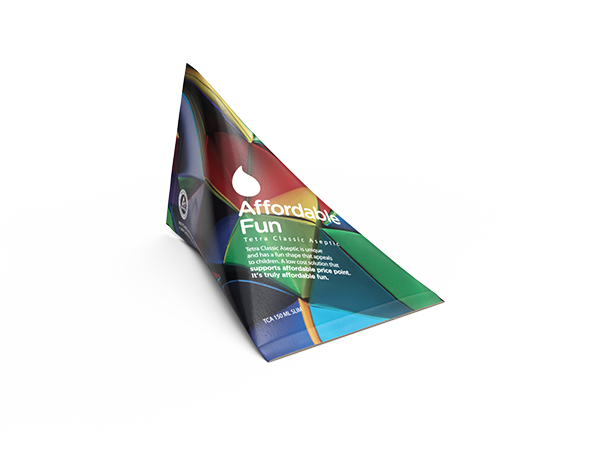 Affordable
Fun
Tetra Classic Aseptic
Tetra Classic Aseptic is unique
and has a fun shape that appeals
to children. A low cost solution that
supports affordable price point.
It's truly affordable fun.
TCA 150 ML SLIM